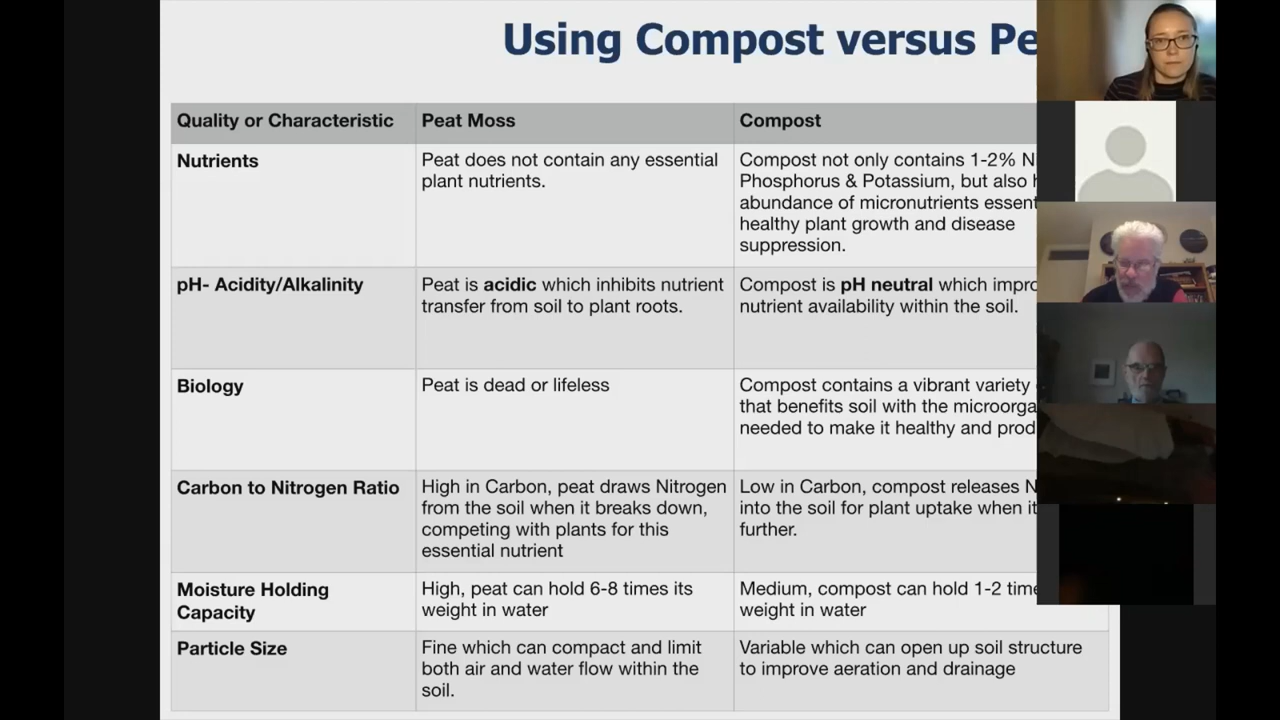 Using Compost versus
Quality or Characteristic
Peat Moss
Compost
Nutrients
Peat does not contain any essential
plant nutrients.
Compost not only contains 1-2%
Phosphorus & Potassium, but also
abundance of micronutrients
healthy plant growth and disease
suppression.
pH- Acidity/Alkalinity
Peat is acidic which inhibits nutrient
transfer from soil to plant roots.
Compost is pH neutral which
nutrient availability within the soil.
Biology
Peat is dead or lifeless
Compost contains a vibrant variety
that benefits soil with the
needed to make it healthy and
Carbon to Nitrogen Ratio
High in Carbon, peat draws Nitrogen
from the soil when it breaks down,
competing with plants for this
essential nutrient
Low in Carbon, compost releases
into the soil for plant uptake when it
further.
Moisture Holding
Capacity
High, peat can hold 6-8 times its
weight in water
Medium, compost can hold 1-2
weight in water
Particle Size
Fine which can compact and limit
both air and water flow within the
soil.
Variable which can open up soil structure
to improve aeration and drainage